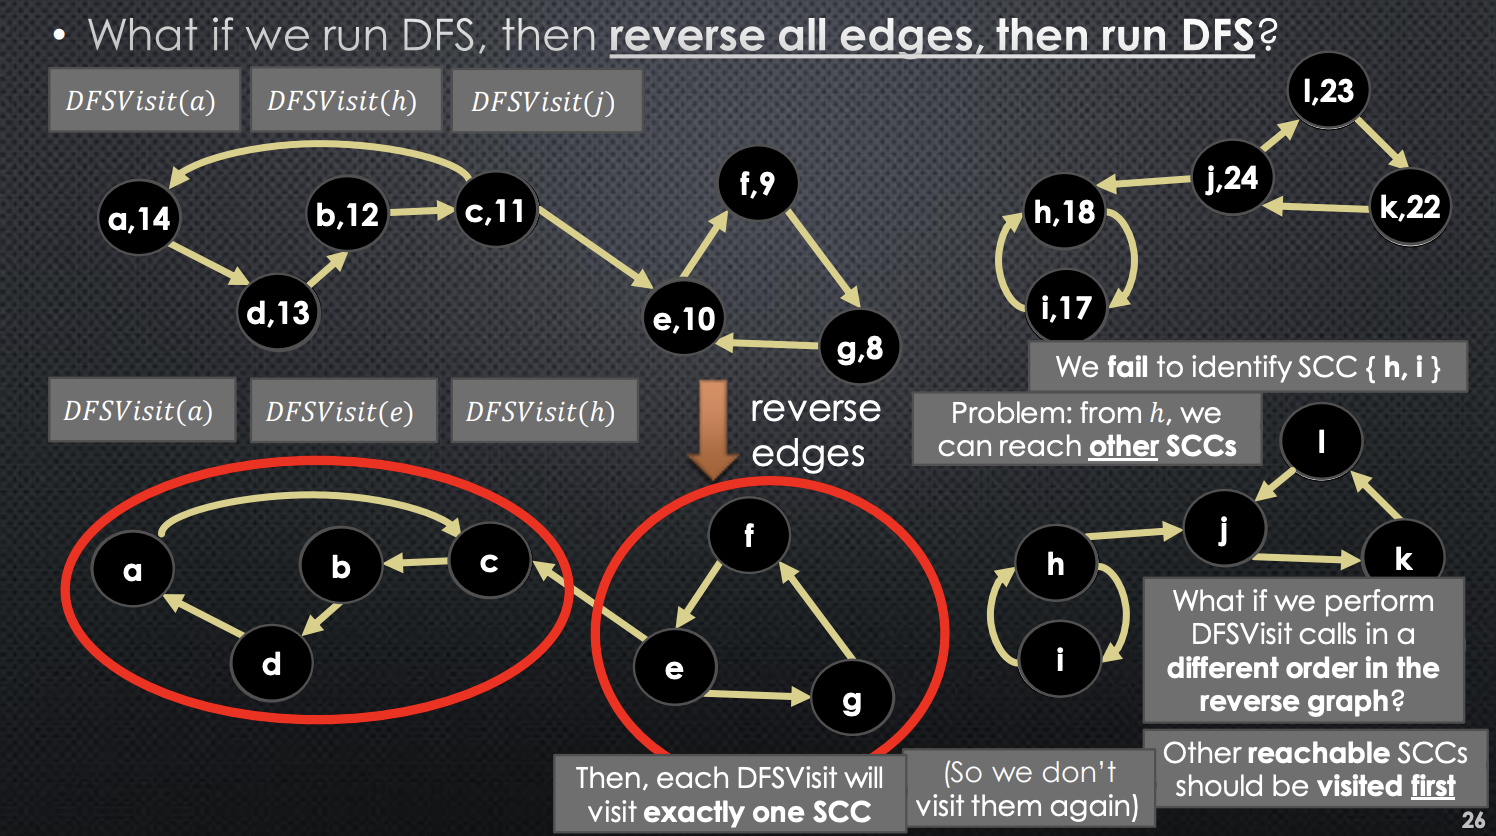 • What if we run DFS, then reverse all edges, then run DFS?
DFSVisit(a)
DFSVisit(h)
DFSVisit(j)
l,23
j,24
k,22
h,18
i,17
f,9
a,14
b,12
c,11
d,13
e,10
g,8
We fail to identify SCC { h, i }
DFSVisit(a)
DFSVisit(e)
DFSVisit(h)
reverse
edges
Problem: from h, we
can reach other SCCs
l
j
k
h
i
f
a
b
c
d
e
g
What if we perform
DFSVisit calls in a
different order in the
reverse graph?
Then, each DFSVisit will
visit exactly one SCC
(So we don't
visit them again)
Other reachable SCCs
should be visited first
26